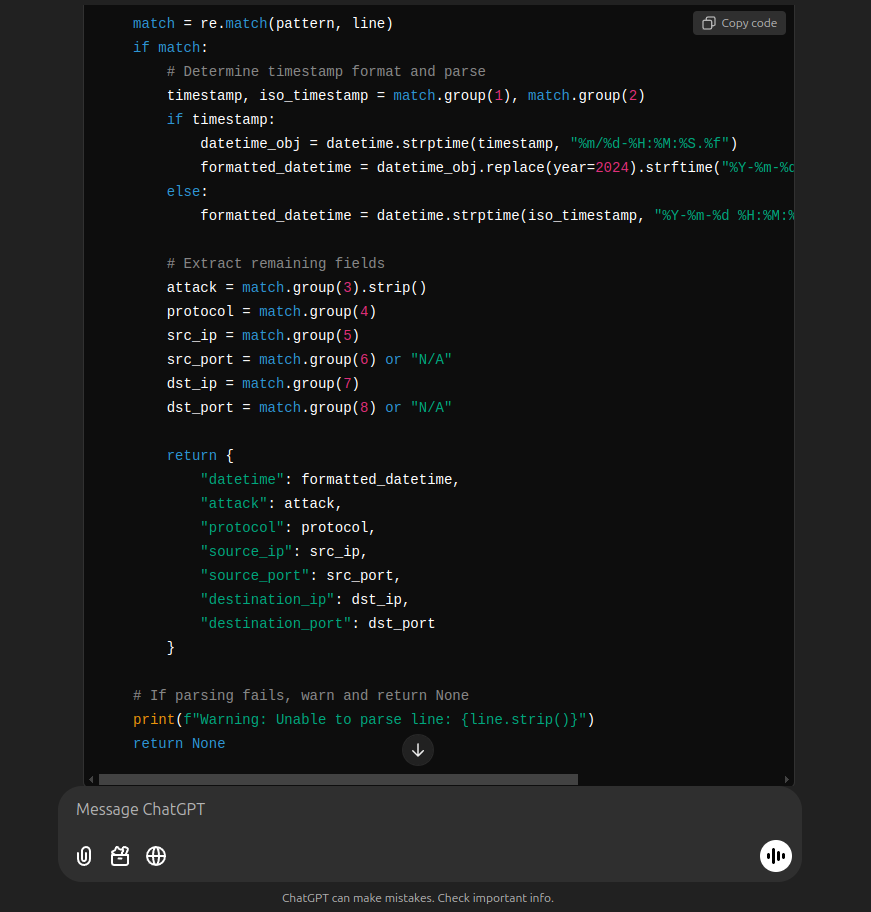 match = re.match(pattern, line)
Copy code
if match:
# Determine timestamp format and parse
timestamp, iso_timestamp = match.group(1), match.group(2)
if timestamp:
datetime_obj = datetime.strptime(timestamp, "%m/%d-%H:%M:%S.%f")
formatted_datetime = datetime_obj.replace(year=2024).strftime("%Y-%m-%d
else:
formatted_datetime = datetime.strptime(iso_timestamp, "%Y-%m-%d %H:%M:%
# Extract remaining fields
attack = match.group(3).strip()
protocol = match.group(4)
src_ip = match.group(5)
src_port = match.group(6) or "N/A"
dst_ip = match.group(7)
dst_port = match.group(8) or "N/A"
return {
"datetime": formatted_datetime,
"attack": attack,
"protocol": protocol,
"source_ip": src_ip,
"source_port": src_port,
"destination_ip": dst_ip,
"destination_port": dst_port
}
# If parsing fails, warn and return None
print(f"Warning: Unable to parse line: {line.strip()}")
return None
Message ChatGPT
ChatGPT can make mistakes. Check important info.